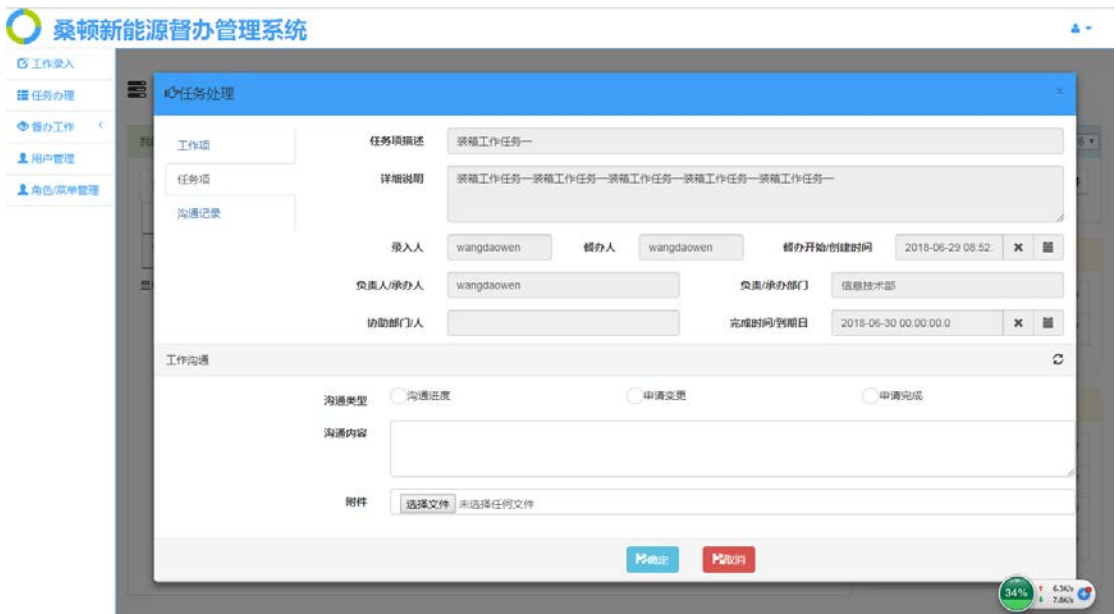 桑顿新能源督办管理系统
工作录入
任务办理
督办工作
用户管理
角色/菜单管理
任务处理
工作项
任务项
沟通记录
任务项描述 装箱工作任务一
详细说明 装箱工作任务一装箱工作任务一装箱工作任务一装箱工作任务一装箱工作任务一
录入人 wangdaowen 督办人 wangdaowen 督办开始/创建时间 2018-06-29 08:52:
负责人/承办人 wangdaowen 负责/承办部门 信息技术部
协助部门/人 完成时间/到期日 2018-06-30 00:00:00.0
工作沟通
沟通类型 沟通进度 申请变更 申请完成
沟通内容
附件 选择文件 未选择任何文件
确定 取消
34% 6.3K/s
7.8K/s